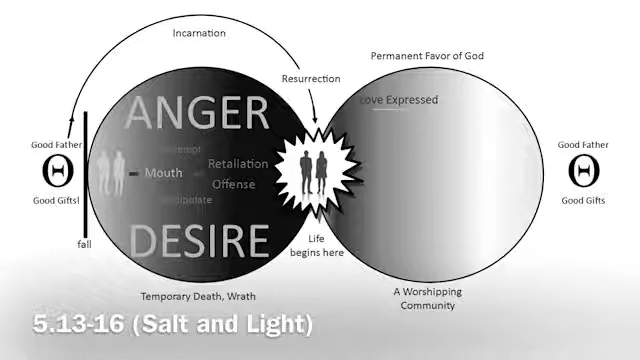 Incarnation
Permanent Favor of God
Resurrection
ANGER
Love Expressed
Good Father
Θ
Good Gifts!
Mouth
Retallation
Offense
DESIRE
fall
Life
begins here
Good Father
Θ
Good Gifts
Temporary Death, Wrath
A Worshipping
Community
5.13-16 (Salt and Light)